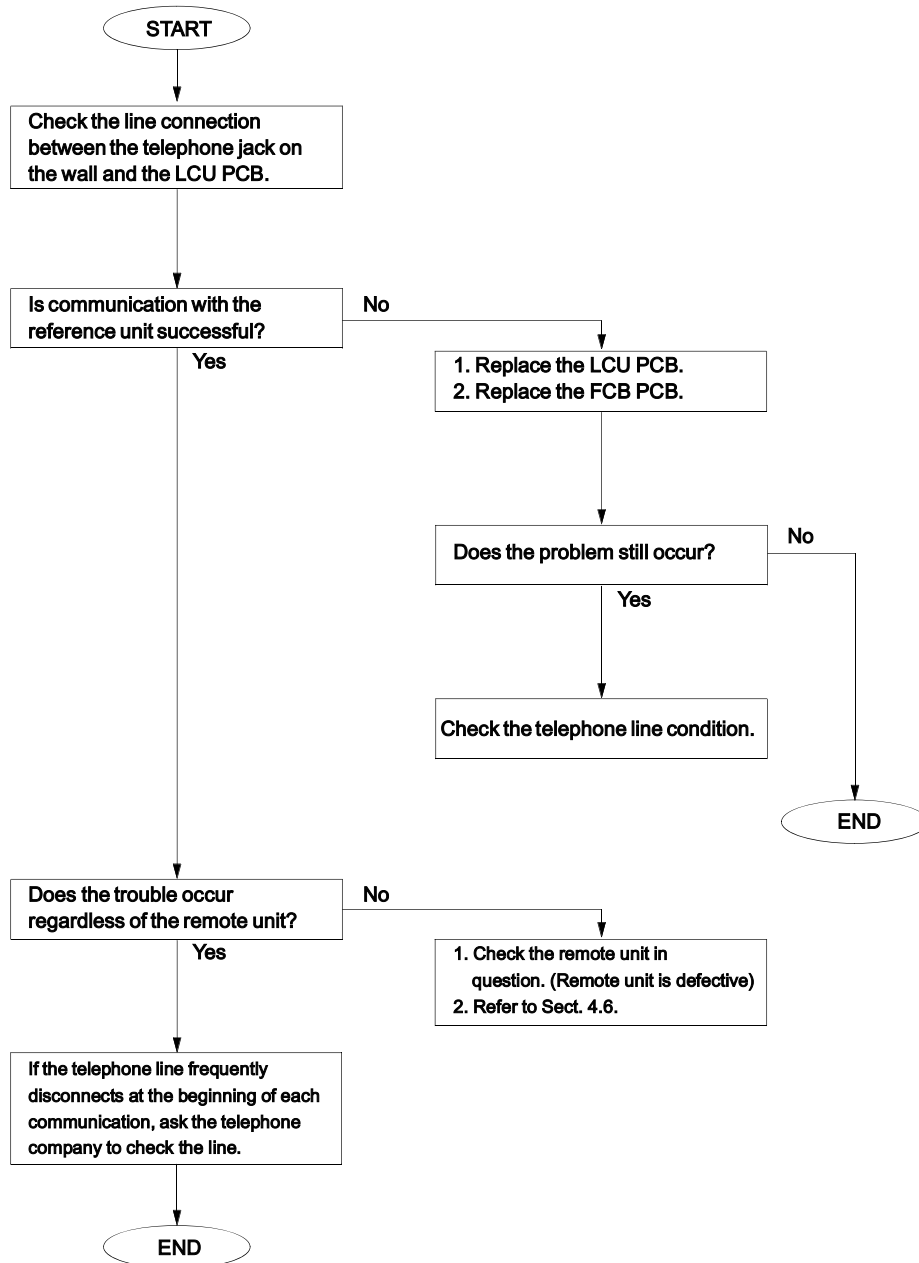 START
Check the line connection
between the telephone jack on
the wall and the LCU PCB.
Is communication with the
reference unit successful?
No
Yes
1. Replace the LCU PCB.
2. Replace the FCB PCB.
Does the problem still occur?
No
Yes
Check the telephone line condition.
END
Does the trouble occur
regardless of the remote unit?
No
Yes
1. Check the remote unit in
question. (Remote unit is defective)
2. Refer to Sect. 4.6.
If the telephone line frequently
disconnects at the beginning of each
communication, ask the telephone
company to check the line.
END